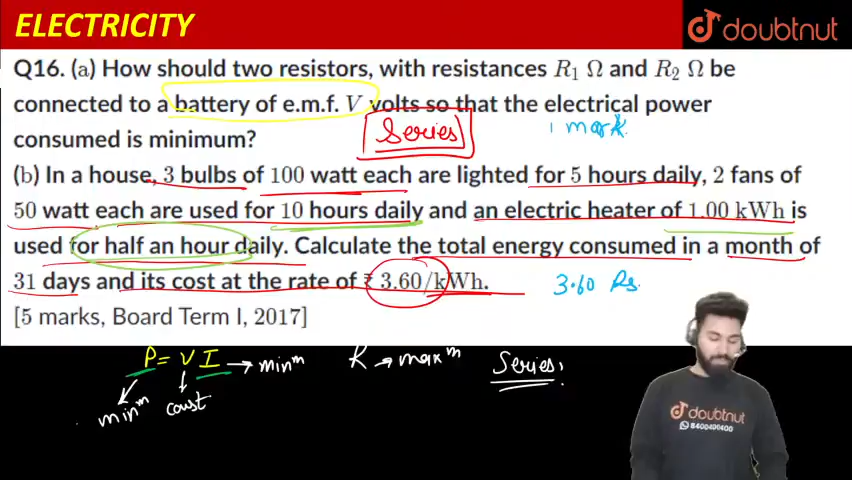 ELECTRICITY
doubtnut
Q16. (a) How should two resistors, with resistances R₁ Ω and R₂ Ω be
connected to a battery of e.m.f. V volts so that the electrical power
consumed is minimum?
Series
1 mark
(b) In a house, 3 bulbs of 100 watt each are lighted for 5 hours daily, 2 fans of
50 watt each are used for 10 hours daily and an electric heater of 1.00 kWh is
used for half an hour daily. Calculate the total energy consumed in a month of
31 days and its cost at the rate of ₹ 3.60/kWh.
3.60 Rs.
[5 marks, Board Term I, 2017]
P = V I → minᵐ R → maxᵐ Series:
minᵐ const
doubtnut
8400400400